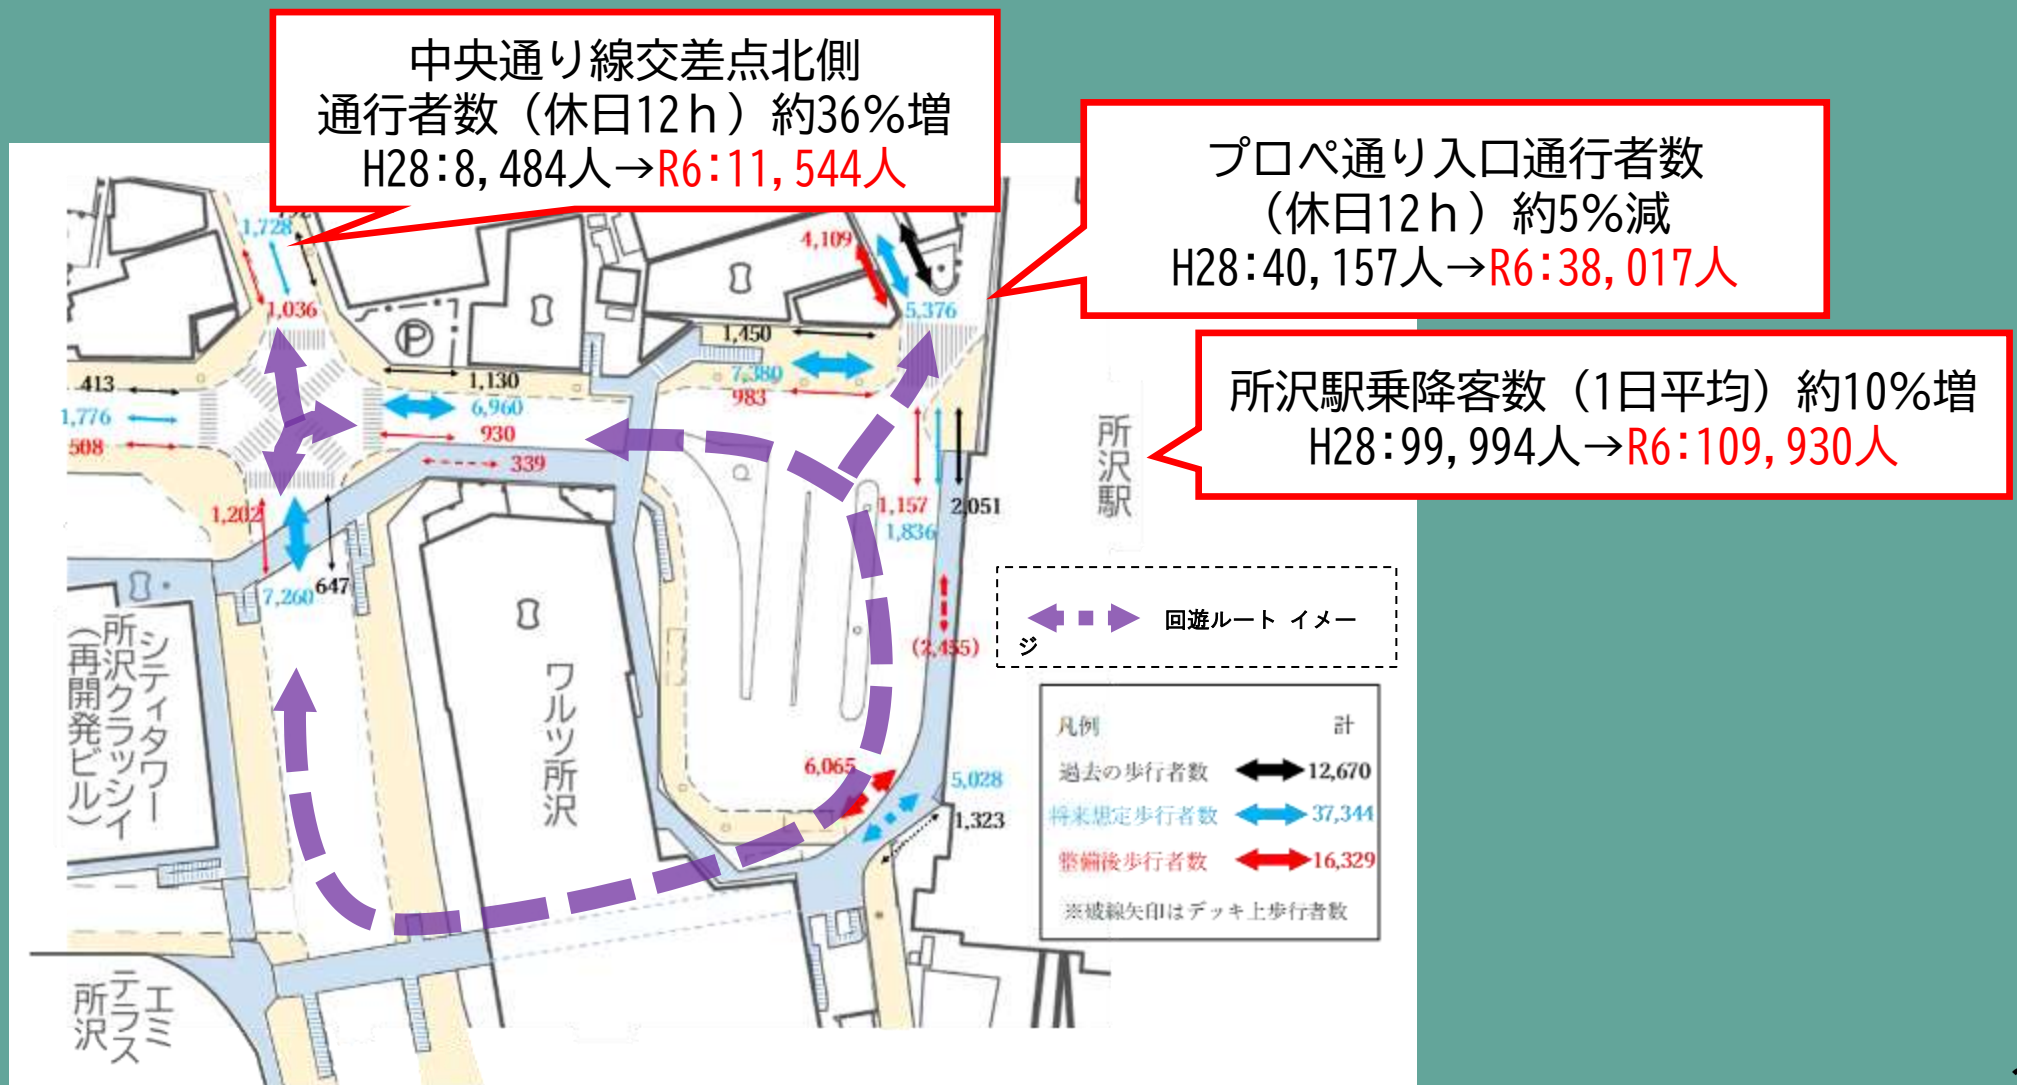 中央通り線交差点北側
通行者数（休日12ｈ）約36%増
H28:8,484人→R6:11,544人
プロペ通り入口通行者数
（休日12ｈ）約5%減
H28:40,157人→R6:38,017人
所沢駅乗降客数（1日平均）約10%増
H28:99,994人→R6:109,930人
1,728
1,036
4,109
5,376
1,450
7,380
983
413
1,776
508
1,130
6,960
930
339
1,202
7,260
647
1,157
2,051
1,836
(2,455)
6,065
5,028
1,323
P
所沢駅
シティタワー
所沢クラッシィ
(再開発ビル)
ワルツ所沢
エミ
テラス
所沢
回遊ルート イメー
ジ
凡例 計
過去の歩行者数 12,670
将来想定歩行者数 37,344
整備後歩行者数 16,329
※破線矢印はデッキ上歩行者数